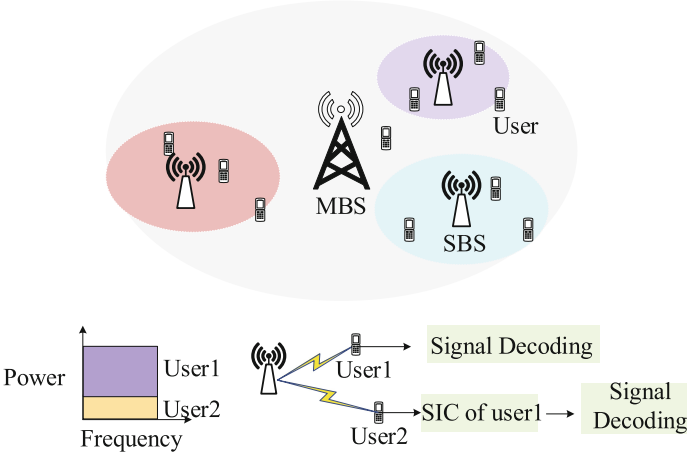 User
MBS
SBS
Power
User1
User2
Frequency
User1
Signal Decoding
User2
SIC of user1
Signal
Decoding